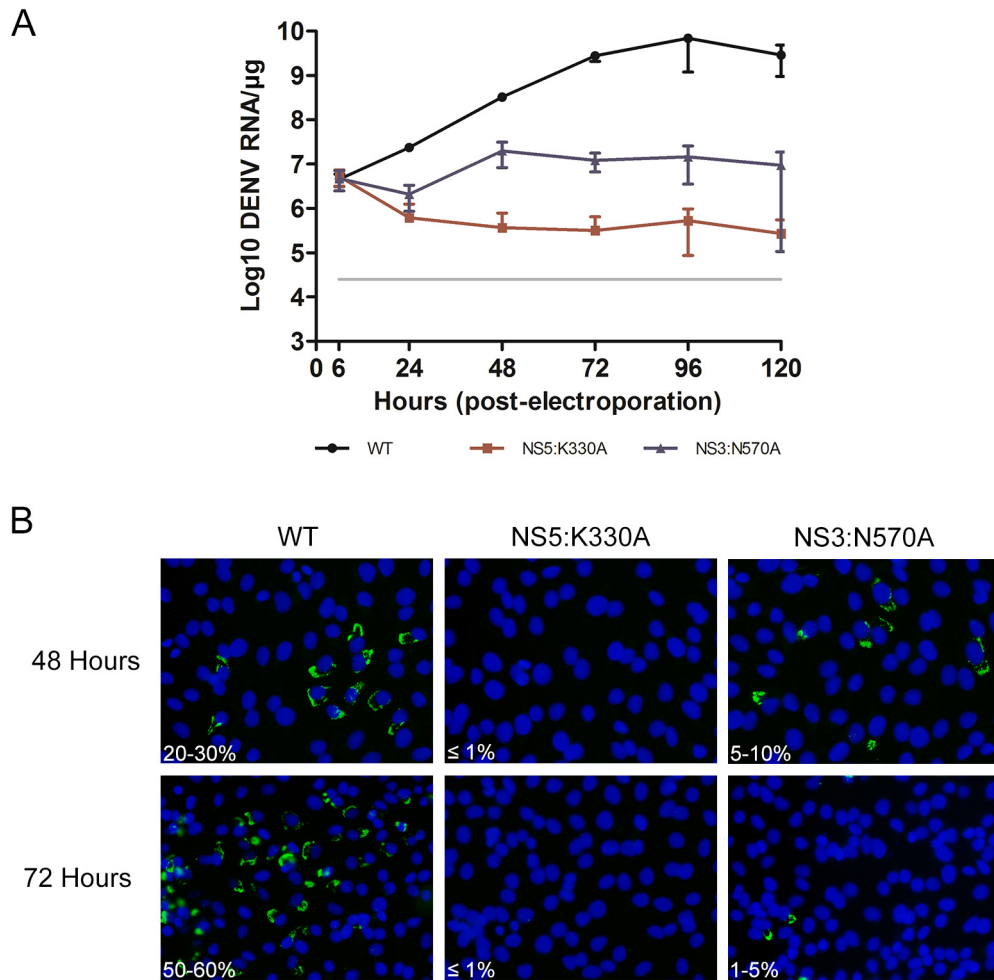 A
10
9
8
7
6
5
4
3
Log10 DENV RNA/µg
0 6 24 48 72 96 120
Hours (post-electroporation)
WT NS5:K330A NS3:N570A
B
WT NS5:K330A NS3:N570A
48 Hours
20-30% ≤ 1% 5-10%
72 Hours
50-60% ≤ 1% 1-5%